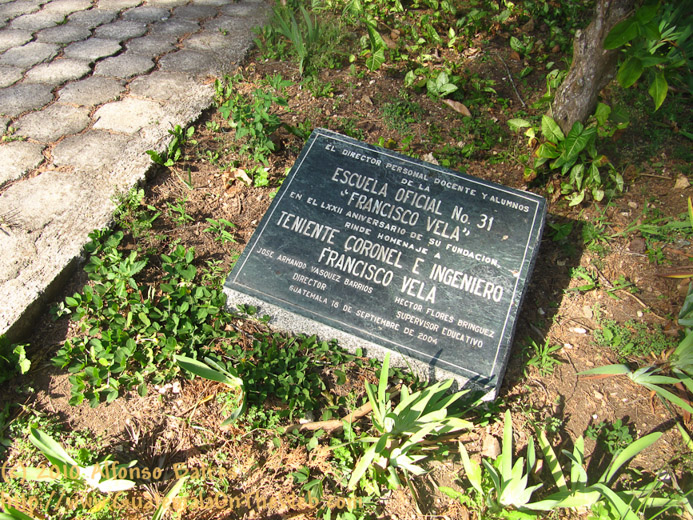 EL DIRECTOR PERSONAL DOCENTE Y ALUMNOS
DE LA
ESCUELA OFICIAL No. 31
"FRANCISCO VELA"
EN EL LXXII ANIVERSARIO DE SU FUNDACION
RINDE HOMENAJE A
TENIENTE CORONEL E INGENIERO
FRANCISCO VELA
JOSE ARMANDO VASQUEZ BARRIOS
DIRECTOR
HECTOR FLORES BRINGUEZ
SUPERVISOR EDUCATIVO
GUATEMALA 18 DE SEPTIEMBRE DE 2004